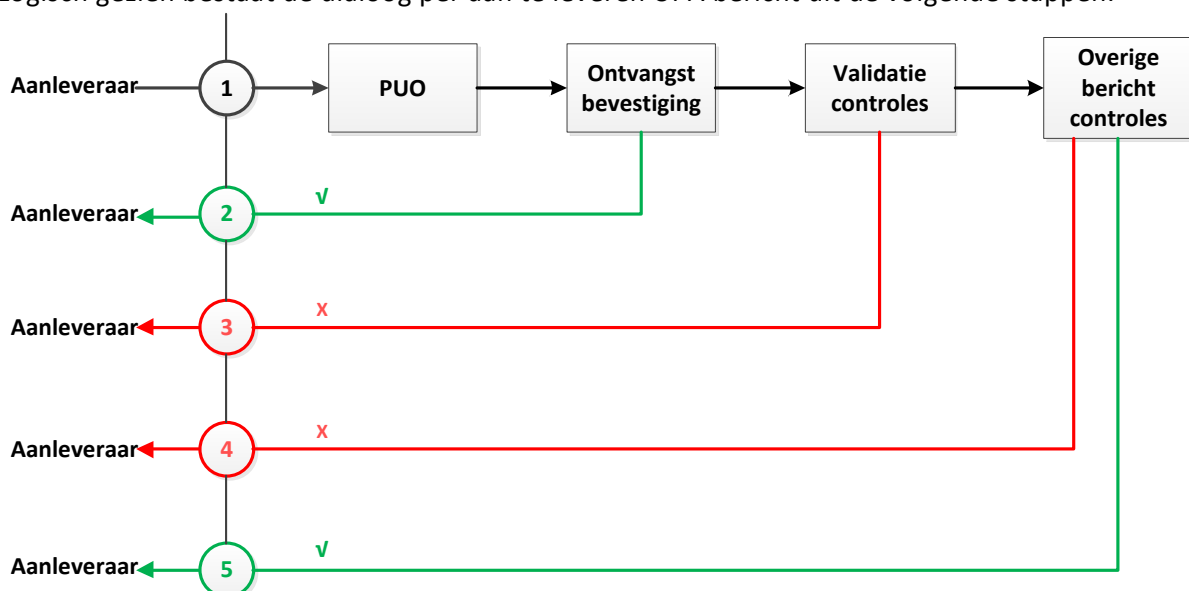 Logisch gezien bestaat de dialoog per aan te leveren bericht uit de volgende stappen:
Aanleveraar
1
PUO
Ontvangst
bevestiging
Validatie
controles
Overige
bericht
controles
Aanleveraar
2
√
Aanleveraar
3
X
Aanleveraar
4
X
Aanleveraar
5
√